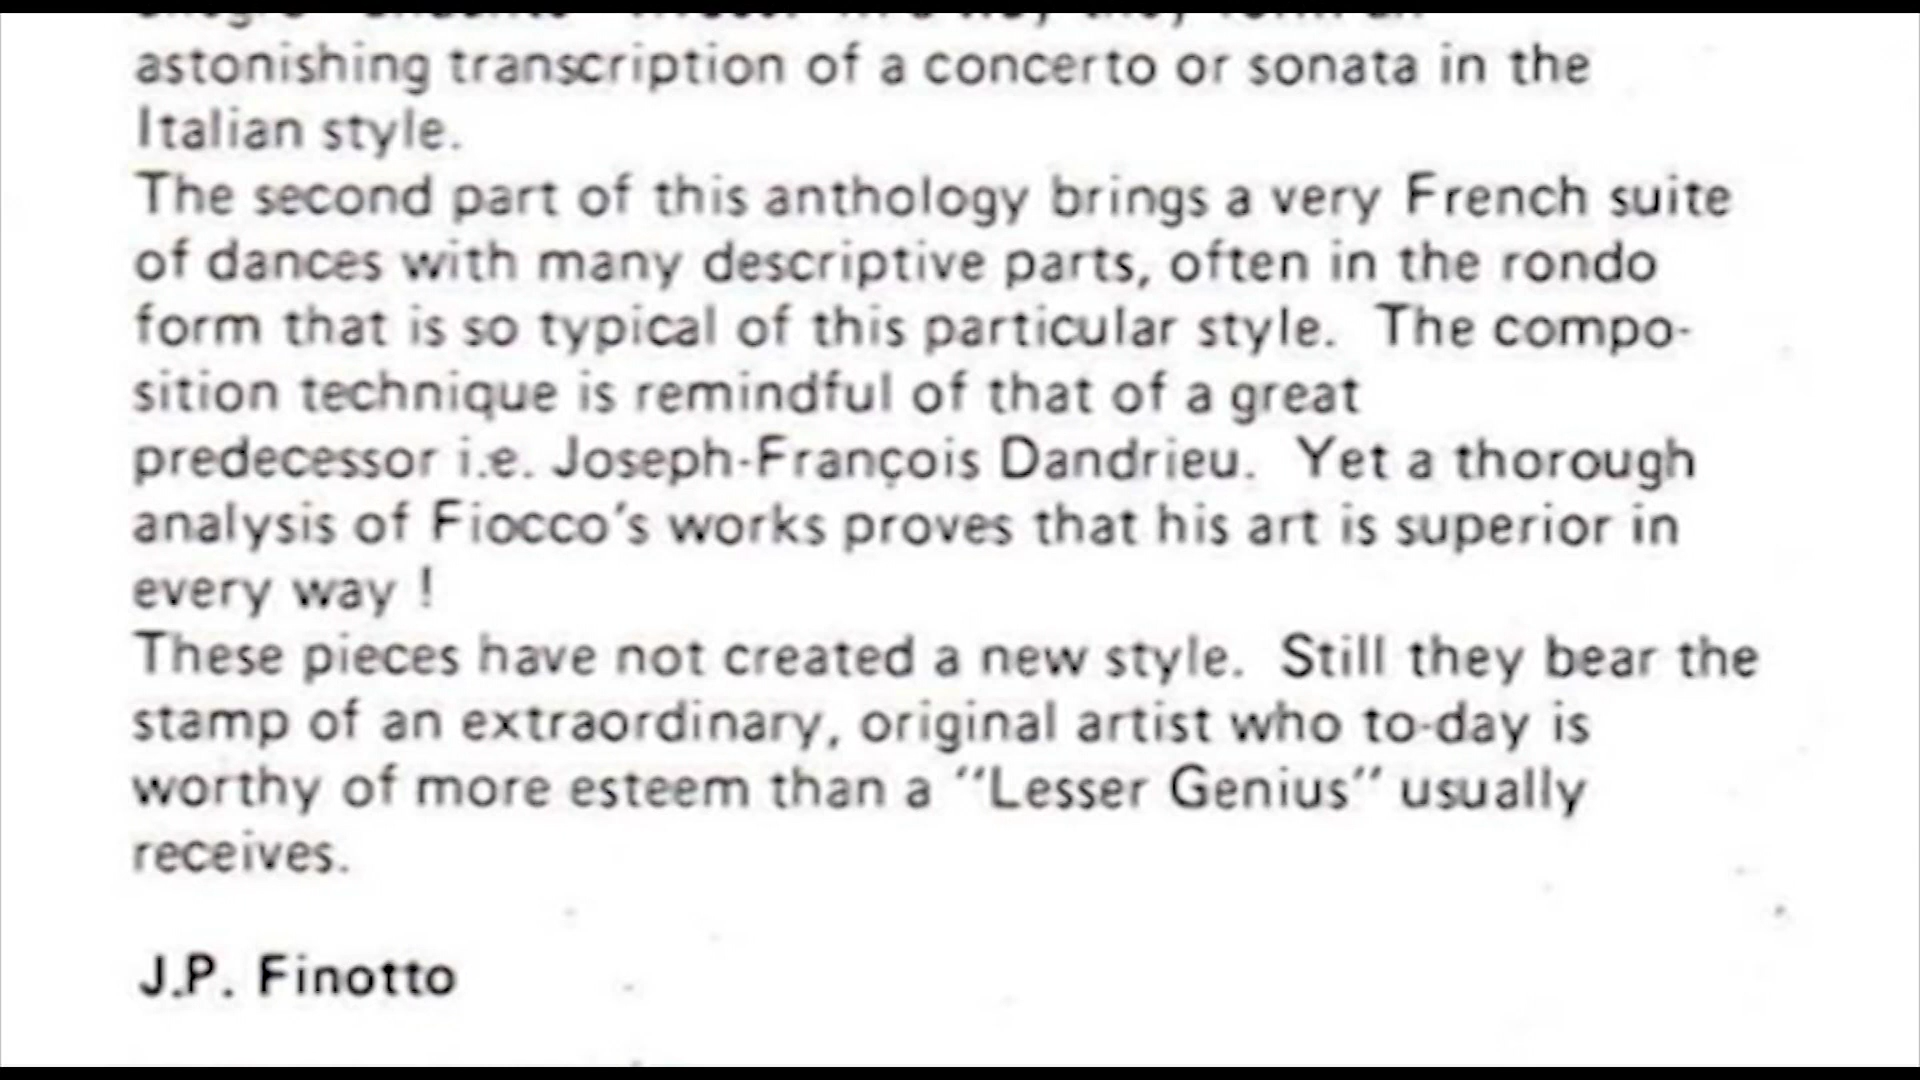 astonishing transcription of a concerto or sonata in the
Italian style.
The second part of this anthology brings a very French suite
of dances with many descriptive parts, often in the rondo
form that is so typical of this particular style. The compo-
sition technique is remindful of that of a great
predecessor i.e. Joseph-François Dandrieu. Yet a thorough
analysis of Fiocco's works proves that his art is superior in
every way !
These pieces have not created a new style. Still they bear the
stamp of an extraordinary, original artist who to-day is
worthy of more esteem than a "Lesser Genius" usually
receives.
J.P. Finotto